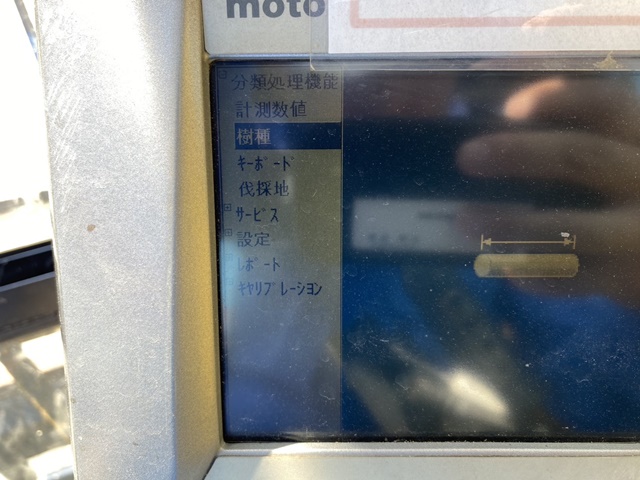 moto
分類処理機能
計測数値
樹種
ｷｰﾎﾞｰﾄﾞ
伐採地
ｻｰﾋﾞｽ
設定
ﾚﾎﾟｰﾄ
ｷｬﾘﾌﾞﾚｰｼｮﾝ